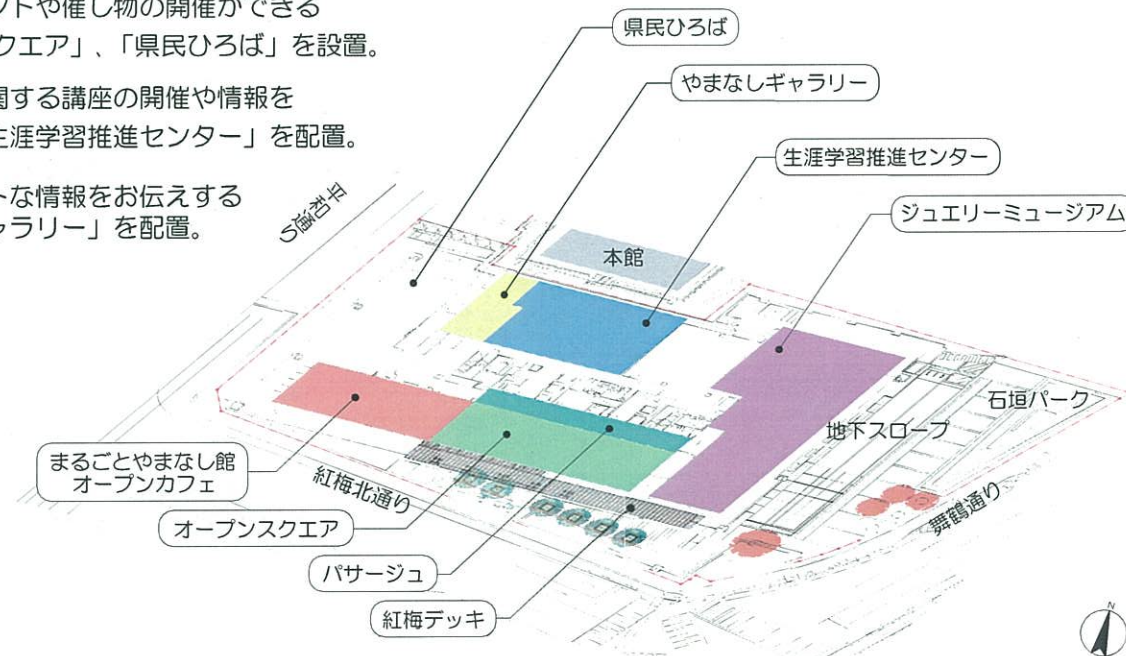 ントや催し物の開催ができる
クエア」、「県民ひろば」を設置。
関する講座の開催や情報を
生涯学習推進センター」を配置。
トな情報をお伝えする
ャラリー」を配置。
県民ひろば
やまなしギャラリー
生涯学習推進センター
ジュエリーミュージアム
平和通り
本館
石垣パーク
地下スロープ
舞鶴通り
まるごとやまなし館
オープンカフェ
紅梅北通り
オープンスクエア
パサージュ
紅梅デッキ
N